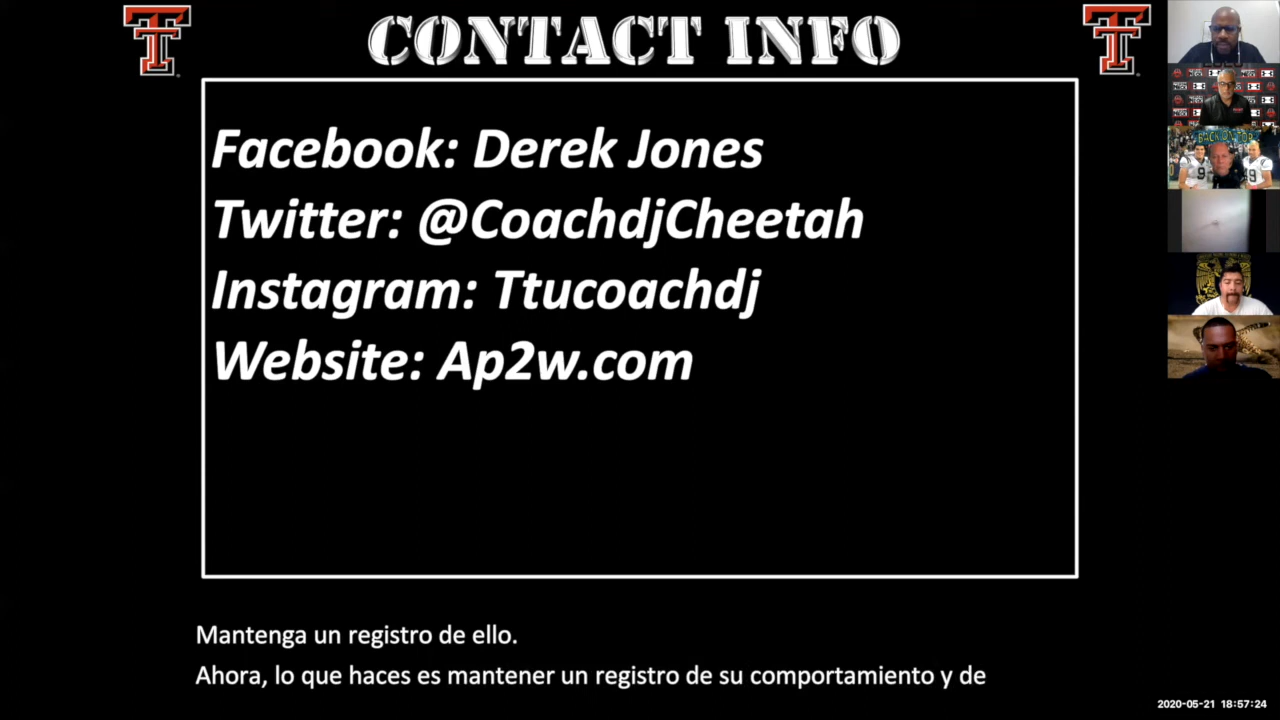 CONTACT INFO
Facebook: Derek Jones
Twitter: @CoachdjCheetah
Instagram: Ttucoachdj
Website: Ap2w.com
Mantenga un registro de ello.
Ahora, lo que haces es mantener un registro de su comportamiento y de
2020-05-21 18:57:24